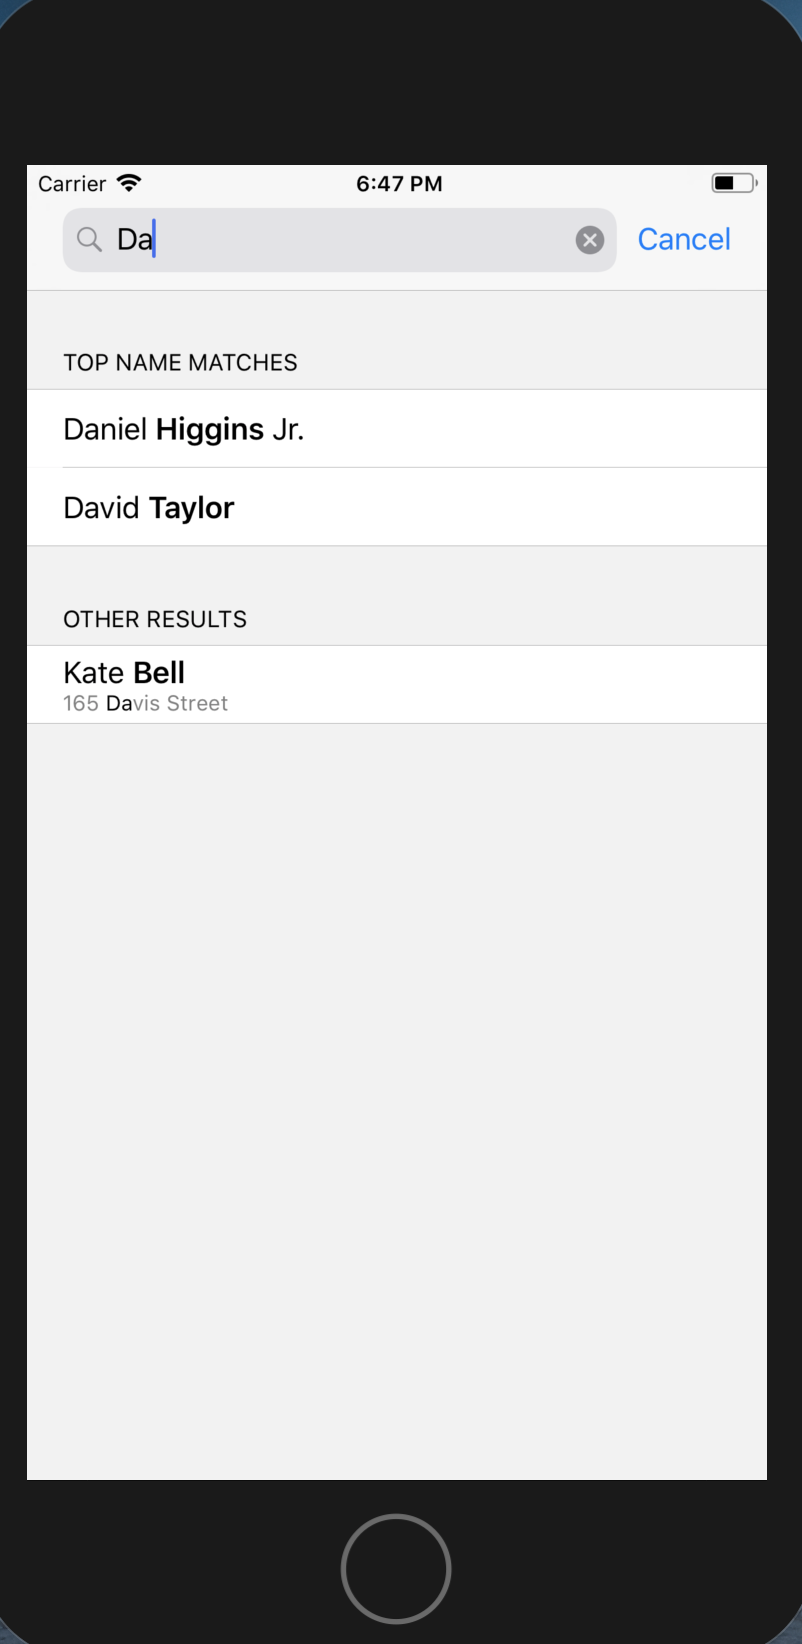 Carrier 6:47 PM
Da Cancel
TOP NAME MATCHES
Daniel Higgins Jr.
David Taylor
OTHER RESULTS
Kate Bell
165 Davis Street